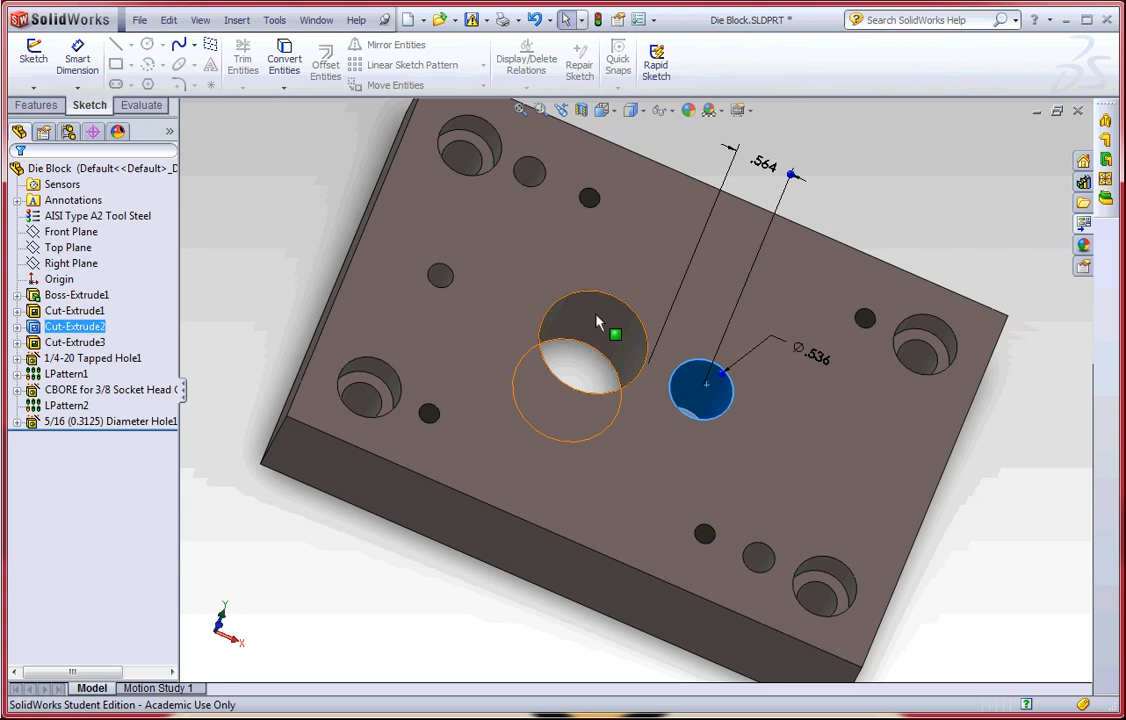 SolidWorks File Edit View Insert Tools Window Help Die Block.SLDPRT * Search SolidWorks Help
Sketch Smart Dimension Trim Entities Convert Entities Offset Entities Mirror Entities Linear Sketch Pattern Move Entities Display/Delete Relations Repair Sketch Quick Snaps Rapid Sketch
Features Sketch Evaluate
Die Block (Default<<Default>_D
Sensors
Annotations
AISI Type A2 Tool Steel
Front Plane
Top Plane
Right Plane
Origin
Boss-Extrude1
Cut-Extrude1
Cut-Extrude2
Cut-Extrude3
1/4-20 Tapped Hole1
LPattern1
CBORE for 3/8 Socket Head C
LPattern2
5/16 (0.3125) Diameter Hole1
.564
Ø.536
Y
X
Model Motion Study 1
SolidWorks Student Edition - Academic Use Only